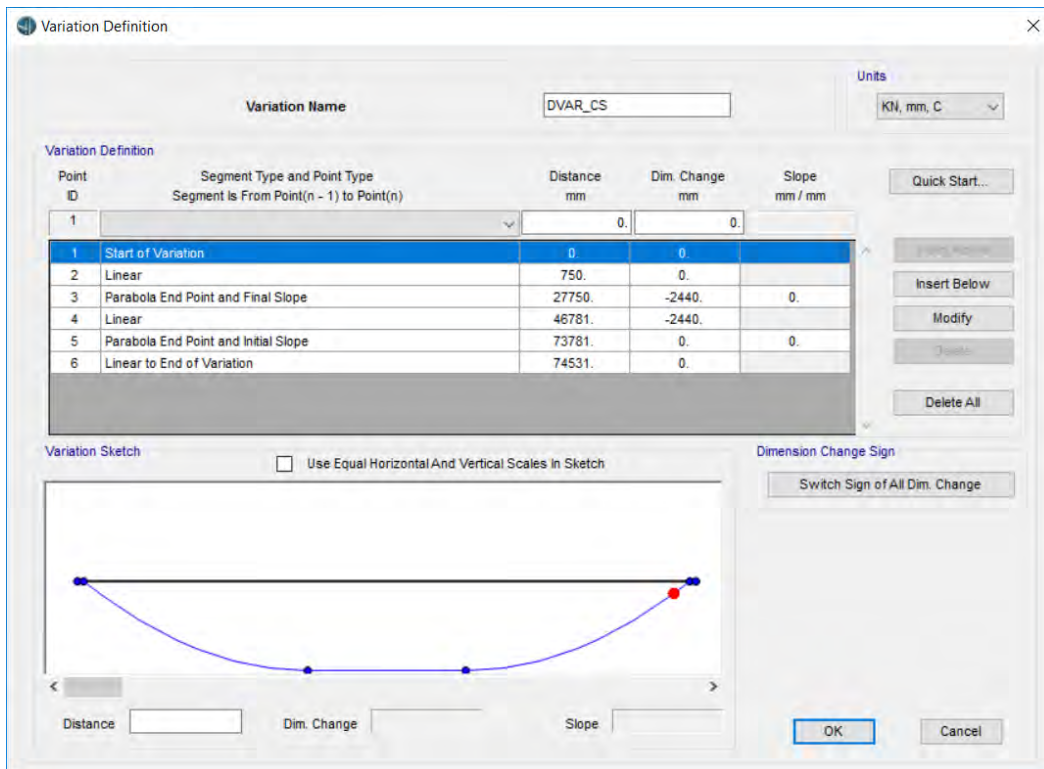 Variation Definition
Units
Variation Name DVAR_CS KN, mm, C
Variation Definition
Point Segment Type and Point Type Distance Dim. Change Slope
ID Segment Is From Point(n - 1) to Point(n) mm mm mm / mm
Quick Start...
1 0. 0.
1 Start of Variation 0. 0.
2 Linear 750. 0.
Insert Below
3 Parabola End Point and Final Slope 27750. -2440. 0.
4 Linear 46781. -2440.
Modify
5 Parabola End Point and Initial Slope 73781. 0. 0.
6 Linear to End of Variation 74531. 0.
Delete All
Variation Sketch
Use Equal Horizontal And Vertical Scales in Sketch
Dimension Change Sign
Switch Sign of All Dim. Change
Distance Dim. Change Slope
OK Cancel